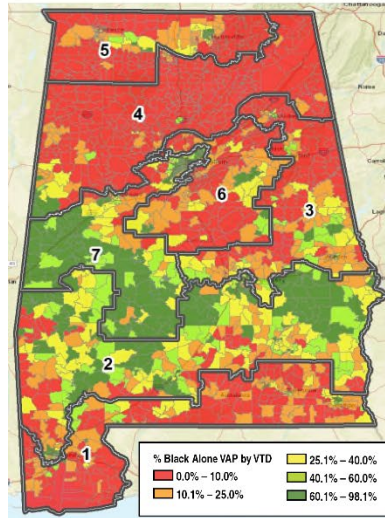 5
4
6
3
7
2
1
% Black Alone VAP by VTD
0.0% – 10.0%
10.1% – 25.0%
25.1% – 40.0%
40.1% – 60.0%
60.1% – 98.1%